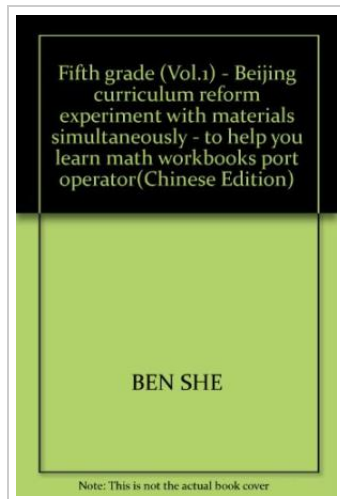 Fifth grade (Vol.1) - Beijing
curriculum reform
experiment with materials
simultaneously - to help you
learn math workbooks port
operator(Chinese Edition)
BEN SHE
Note: This is not the actual book cover